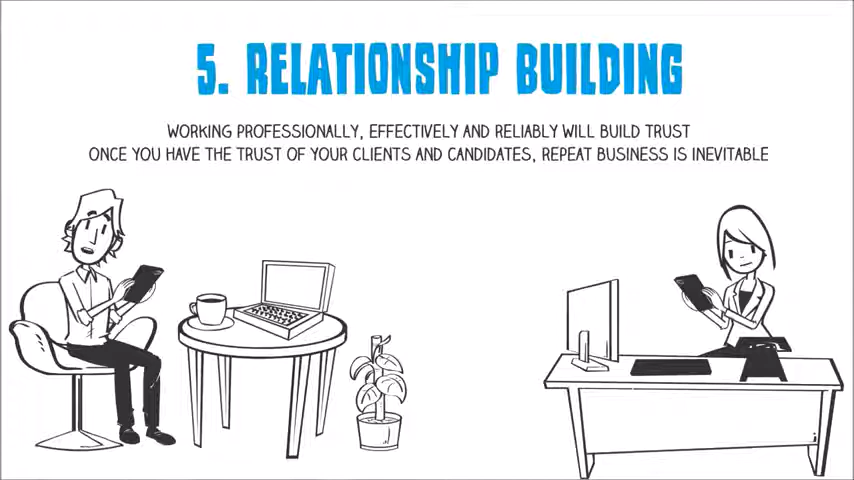 5. RELATIONSHIP BUILDING
WORKING PROFESSIONALLY, EFFECTIVELY AND RELIABLY WILL BUILD TRUST
ONCE YOU HAVE THE TRUST OF YOUR CLIENTS AND CANDIDATES, REPEAT BUSINESS IS INEVITABLE